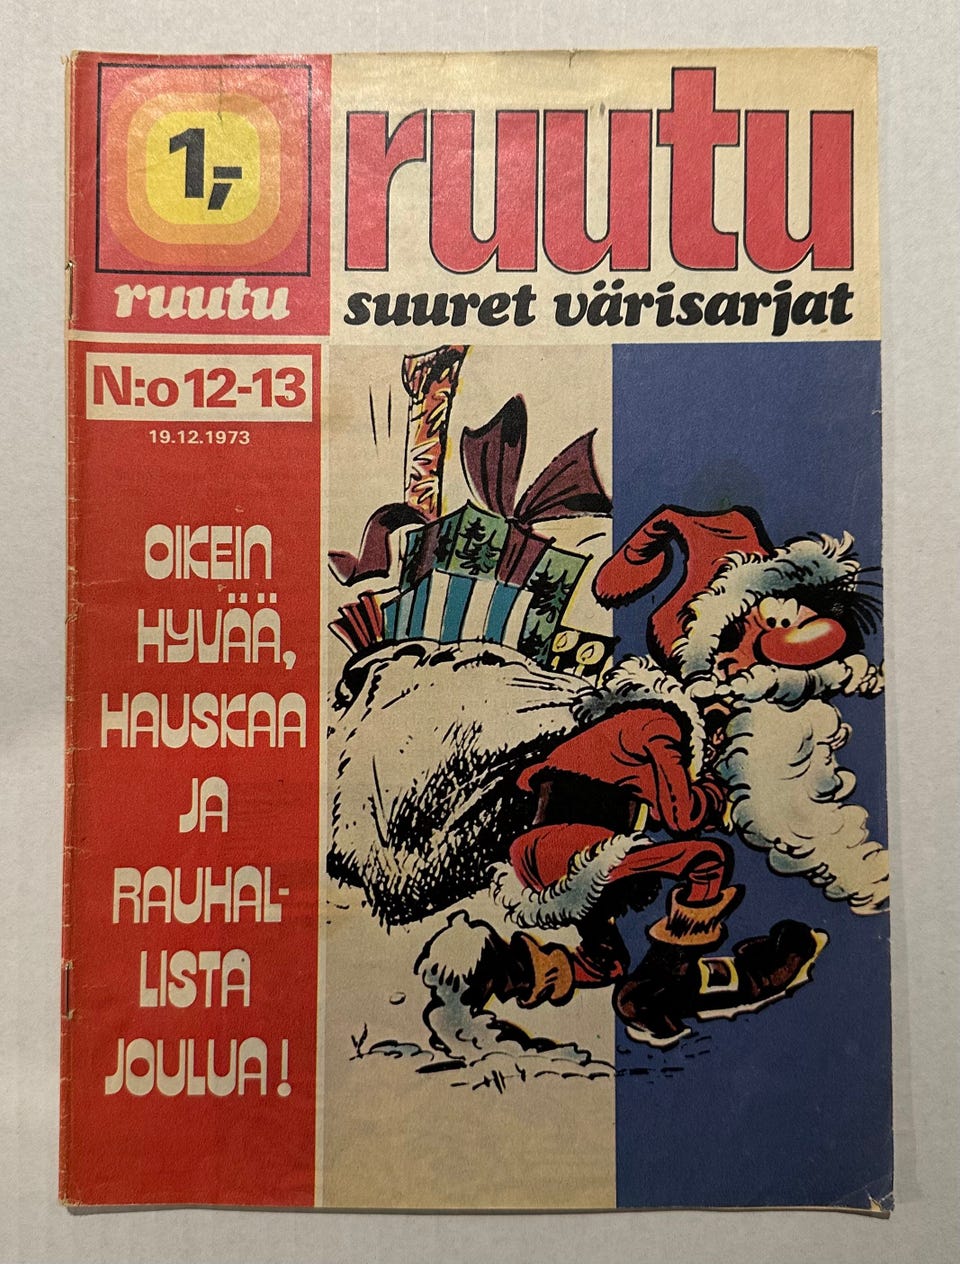 1,-
ruutu
ruutu
suuret värisarjat
N:o 12-13
19.12.1973
OIKEIN
HYVÄÄ,
HAUSKAA
JA
RAUHAL-
LISTA
JOULUA!